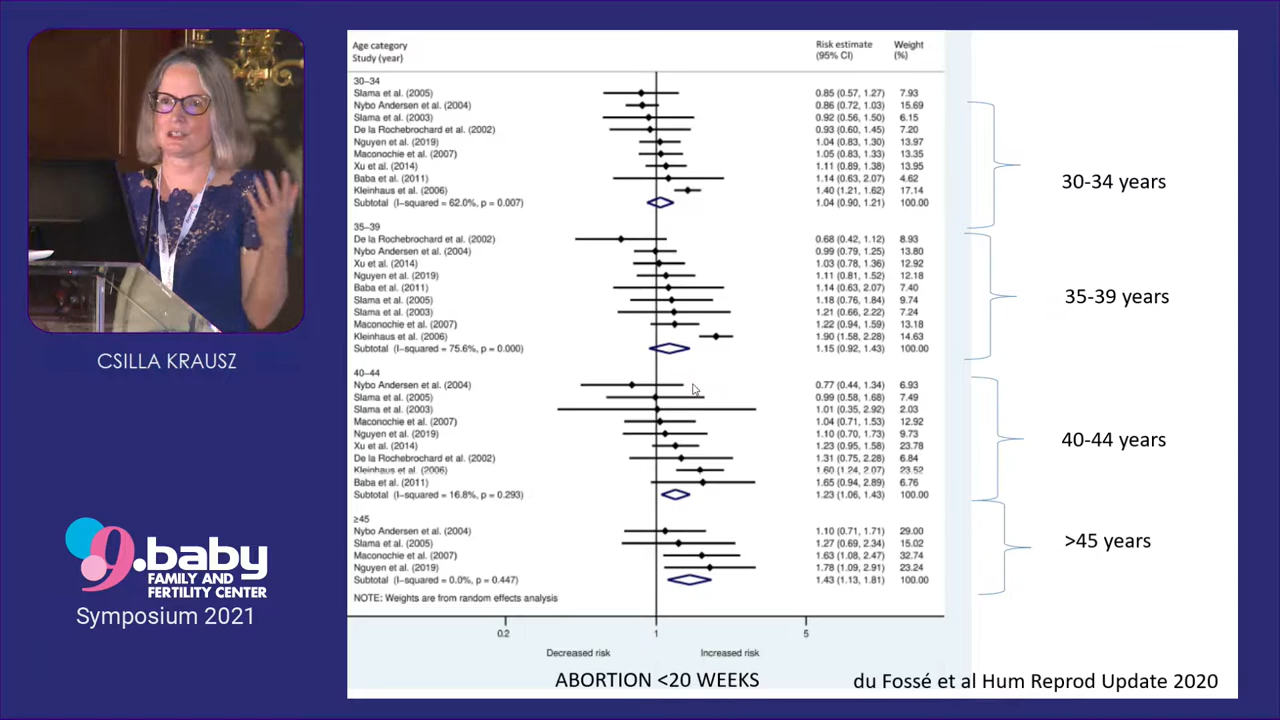 Age category
Study (year)
Risk estimate
(95% CI)
Weight
(%)
30–34
Slama et al. (2005) 0.85 (0.57, 1.27) 7.93
Nybo Andersen et al. (2004) 0.86 (0.72, 1.03) 15.69
Slama et al. (2003) 0.92 (0.56, 1.50) 6.15
De la Rochebrochard et al. (2002) 0.93 (0.60, 1.45) 7.20
Nguyen et al. (2019) 1.04 (0.83, 1.30) 13.97
Maconochie et al. (2007) 1.05 (0.83, 1.33) 13.35
Xu et al. (2014) 1.11 (0.89, 1.38) 13.95
Baba et al. (2011) 1.14 (0.63, 2.07) 4.62
Kleinhaus et al. (2006) 1.40 (1.21, 1.62) 17.14
Subtotal (I–squared = 62.0%, p = 0.007) 1.04 (0.90, 1.21) 100.00
35–39
De la Rochebrochard et al. (2002) 0.68 (0.42, 1.12) 8.93
Nybo Andersen et al. (2004) 0.99 (0.79, 1.25) 13.80
Xu et al. (2014) 1.03 (0.78, 1.36) 12.92
Nguyen et al. (2019) 1.11 (0.81, 1.52) 12.18
Baba et al. (2011) 1.14 (0.63, 2.07) 7.40
Slama et al. (2005) 1.18 (0.76, 1.84) 9.74
Slama et al. (2003) 1.21 (0.66, 2.22) 7.24
Maconochie et al. (2007) 1.22 (0.94, 1.59) 13.18
Kleinhaus et al. (2006) 1.90 (1.58, 2.28) 14.63
Subtotal (I–squared = 75.6%, p = 0.000) 1.15 (0.92, 1.43) 100.00
40–44
Nybo Andersen et al. (2004) 0.77 (0.44, 1.34) 6.93
Slama et al. (2005) 0.99 (0.58, 1.68) 7.49
Slama et al. (2003) 1.01 (0.35, 2.92) 2.03
Maconochie et al. (2007) 1.04 (0.71, 1.53) 12.92
Nguyen et al. (2019) 1.10 (0.70, 1.73) 9.73
Xu et al. (2014) 1.23 (0.95, 1.58) 23.78
De la Rochebrochard et al. (2002) 1.31 (0.75, 2.28) 6.84
Kleinhaus et al. (2006) 1.60 (1.24, 2.07) 23.52
Baba et al. (2011) 1.65 (0.94, 2.89) 6.76
Subtotal (I–squared = 16.8%, p = 0.293) 1.23 (1.06, 1.43) 100.00
≥45
Nybo Andersen et al. (2004) 1.10 (0.71, 1.71) 29.00
Slama et al. (2005) 1.27 (0.69, 2.34) 15.02
Maconochie et al. (2007) 1.63 (1.08, 2.47) 32.74
Nguyen et al. (2019) 1.78 (1.09, 2.91) 23.24
Subtotal (I–squared = 0.0%, p = 0.447) 1.43 (1.13, 1.81) 100.00
NOTE: Weights are from random effects analysis
0.2 1 5
Decreased risk Increased risk
ABORTION <20 WEEKS
du Fossé et al Hum Reprod Update 2020
30-34 years
35-39 years
40-44 years
>45 years
CSILLA KRAUSZ
9.baby
FAMILY AND
FERTILITY CENTER
Symposium 2021